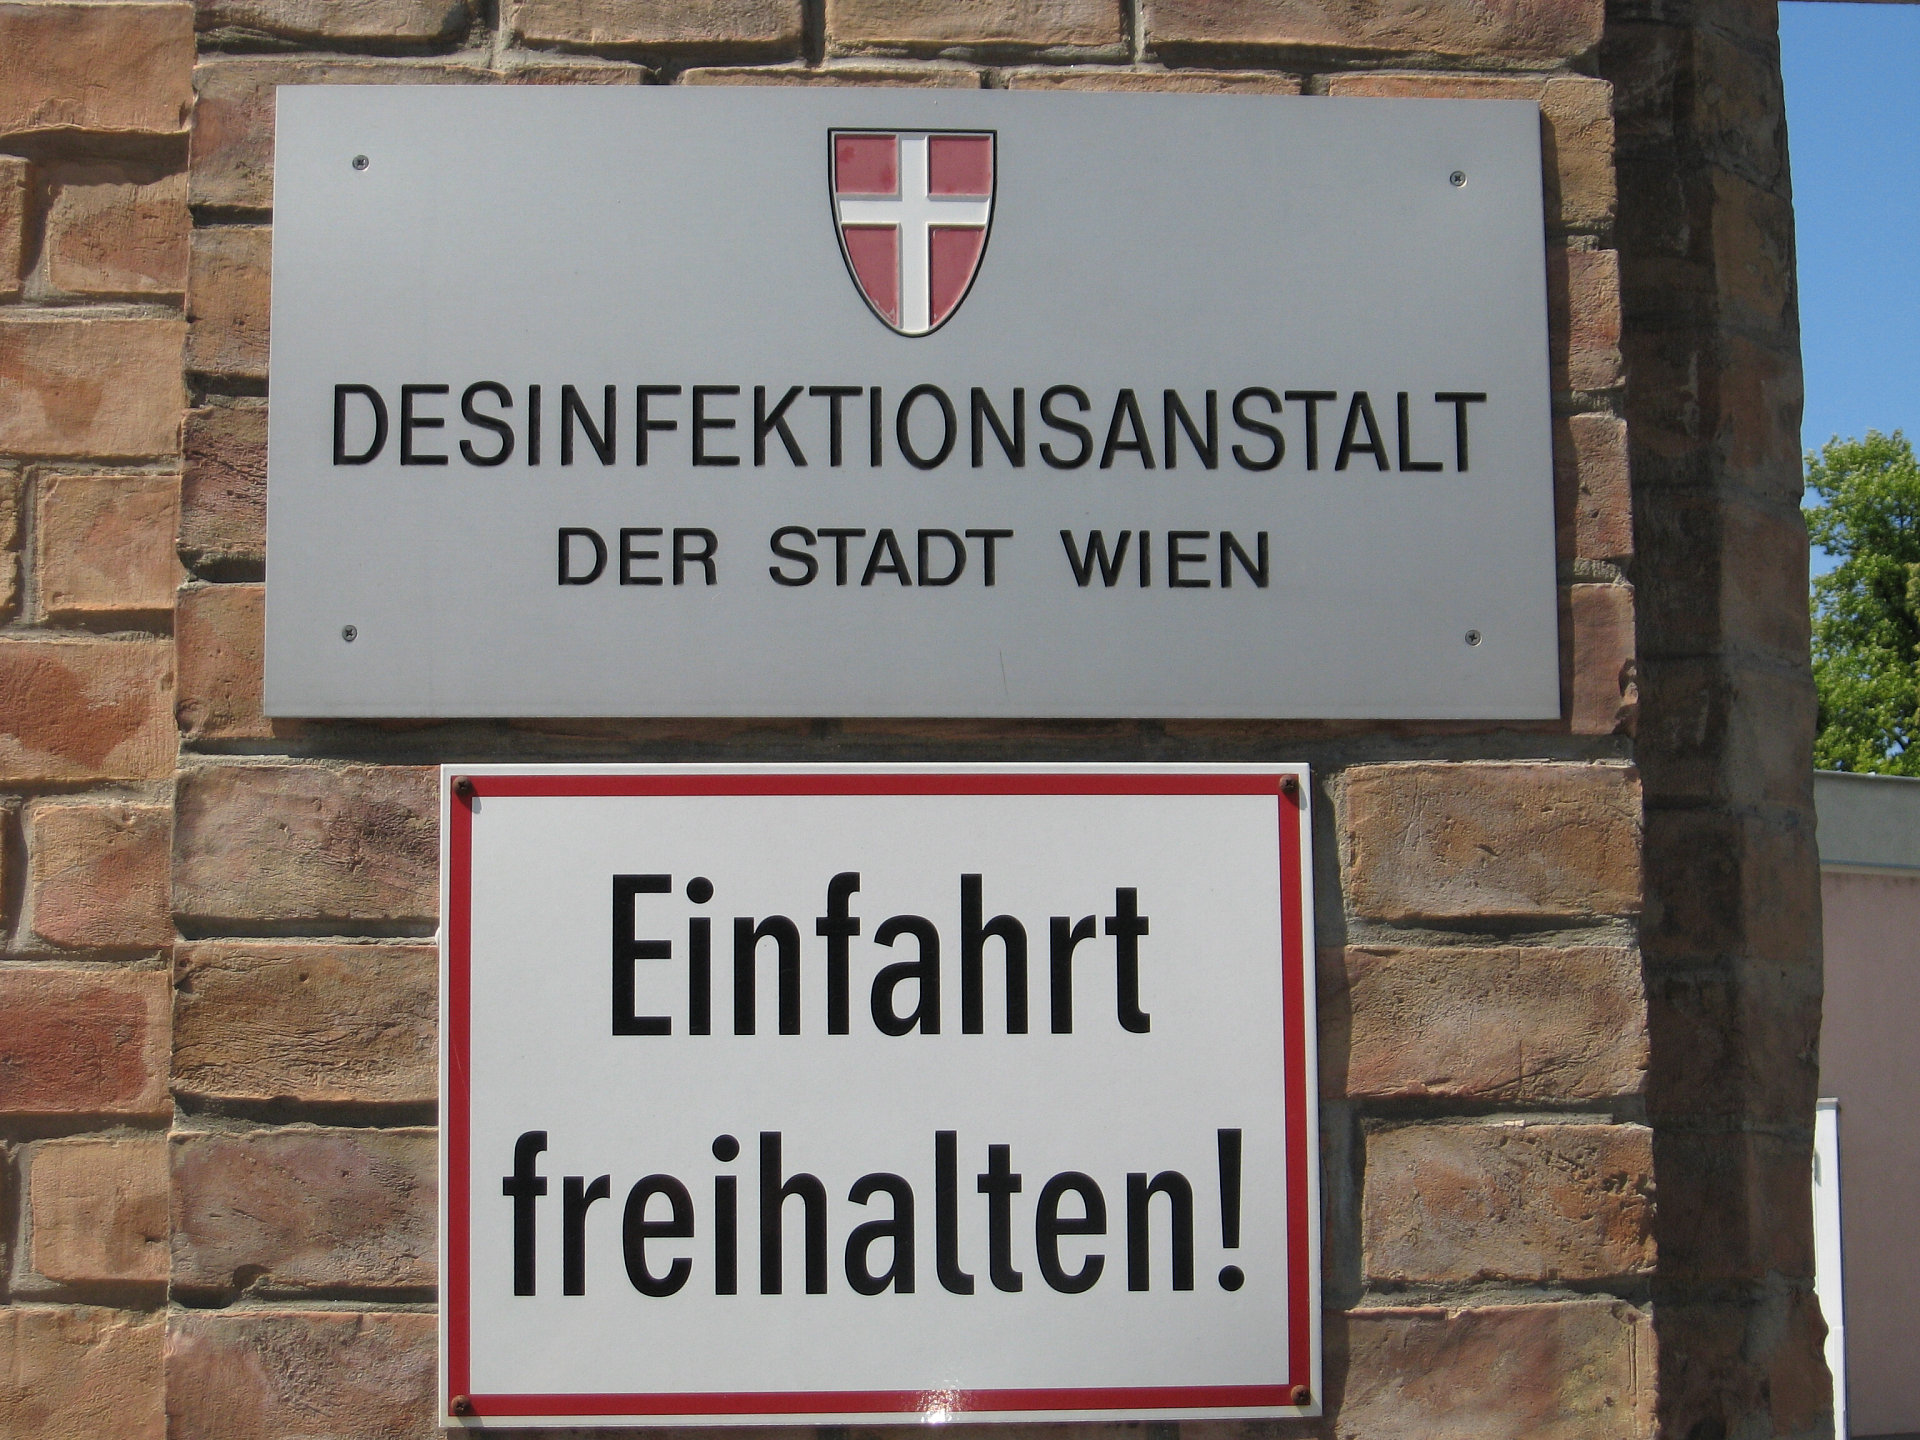 DESINFEKTIONSANSTALT
DER STADT WIEN
Einfahrt
freihalten!